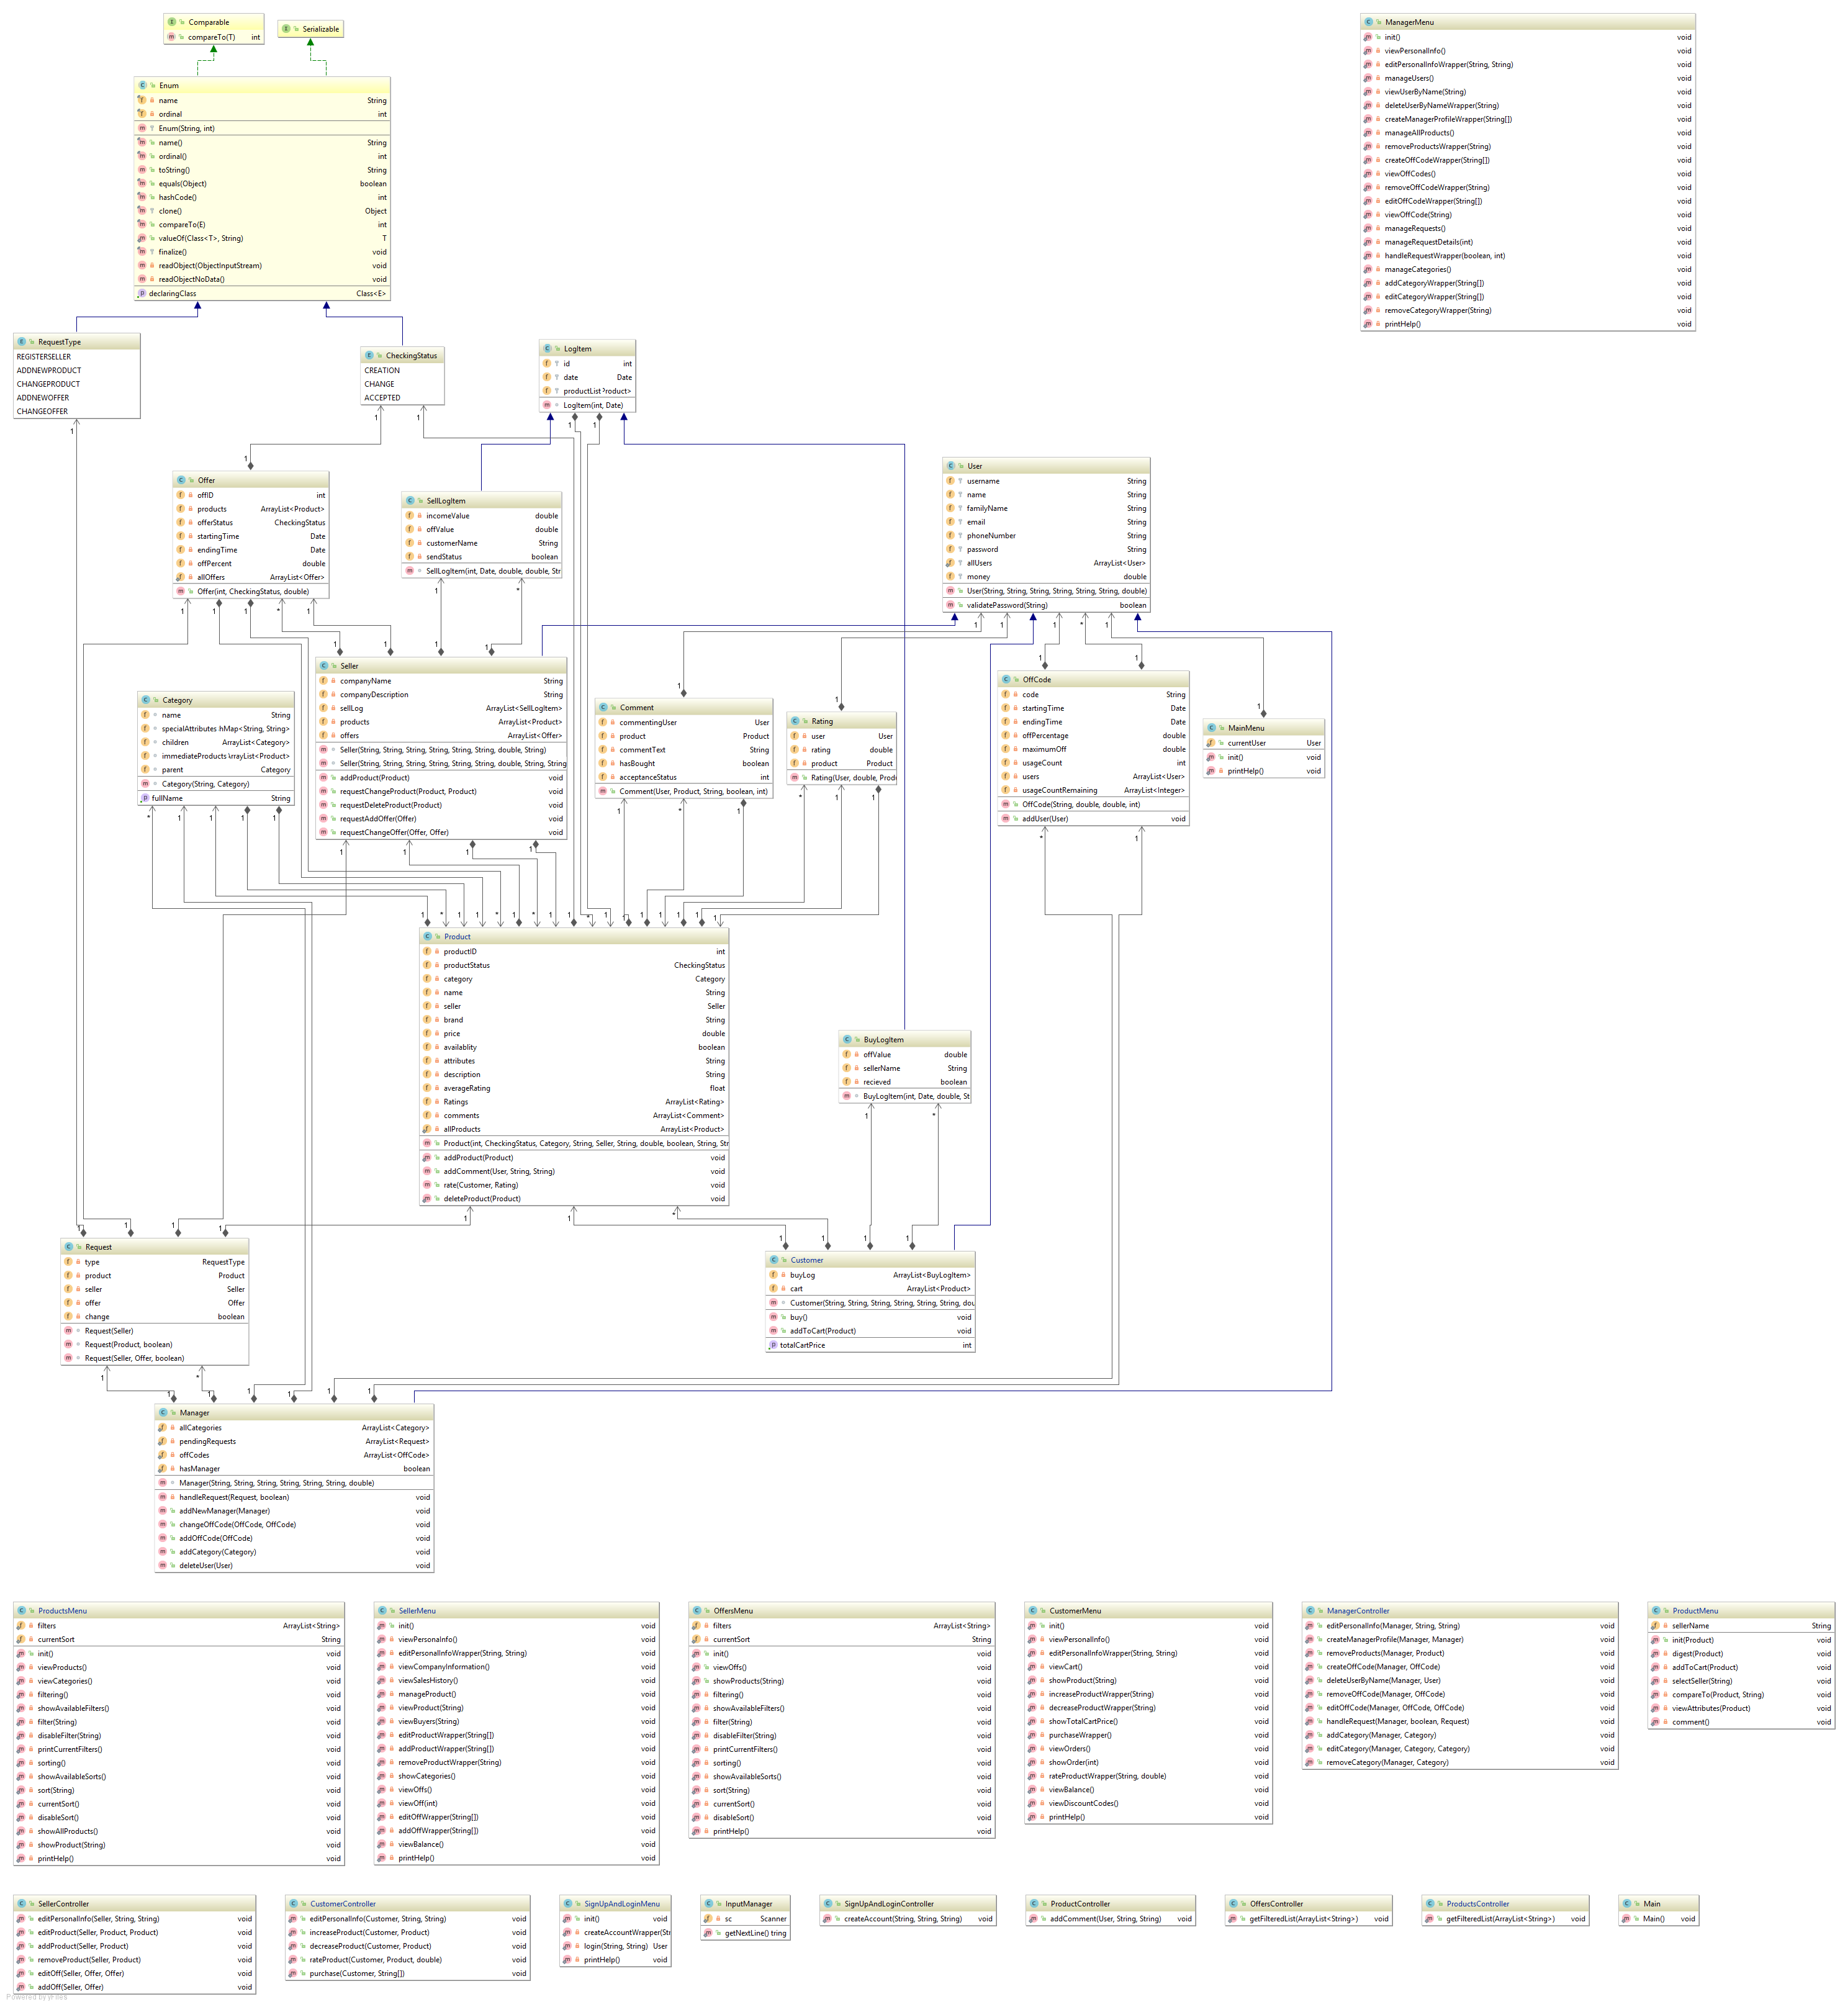 Comparable
compareTo(T) int
Serializable
Enum
name String
ordinal int
Enum(String, int)
name() String
ordinal() int
toString() String
equals(Object) boolean
hashCode() int
clone() Object
compareTo(E) int
valueOf(Class<T>, String) T
finalize() void
readObject(ObjectInputStream) void
readObjectNoData() void
declaringClass Class<E>
ManagerMenu
init() void
viewPersonalInfo() void
editPersonalInfoWrapper(String, String) void
manageUsers() void
viewUserByName(String) void
deleteUserByNameWrapper(String) void
createManagerProfileWrapper(String[]) void
manageAllProducts() void
removeProductsWrapper(String) void
createOffCodeWrapper(String[]) void
viewOffCodes() void
removeOffCodeWrapper(String) void
editOffCodeWrapper(String[]) void
viewOffCode(String) void
manageRequests() void
manageRequestDetails(int) void
handleRequestWrapper(boolean, int) void
manageCategories() void
addCategoryWrapper(String[]) void
editCategoryWrapper(String[]) void
removeCategoryWrapper(String) void
printHelp() void
RequestType
REGISTERSELLER
ADDNEWPRODUCT
CHANGEPRODUCT
ADDNEWOFFER
CHANGEOFFER
CheckingStatus
CREATION
CHANGE
ACCEPTED
LogItem
id int
date Date
productList
LogItem(int, Date)
Offer
offID int
products ArrayList<Product>
offerStatus CheckingStatus
startingTime Date
endingTime Date
offPercent double
allOffers ArrayList<Offer>
Offer(int, CheckingStatus, double)
SellLogItem
incomeValue double
offValue double
customerName String
sendStatus boolean
SellLogItem(int, Date, double, double, Str
User
username String
name String
familyName String
email String
phoneNumber String
password String
allUsers ArrayList<User>
money double
User(String, String, String, String, String, String, double)
validatePassword(String) boolean
Seller
companyName String
companyDescription String
sellLog ArrayList<SellLogItem>
products ArrayList<Product>
offers ArrayList<Offer>
Seller(String, String, String, String, String, String, double, String)
Seller(String, String, String, String, String, String, double, String, String
addProduct(Product) void
requestChangeProduct(Product, Product) void
requestDeleteProduct(Product) void
requestAddOffer(Offer) void
requestChangeOffer(Offer, Offer) void
Category
name String
specialAttributes hMap<String, String>
children ArrayList<Category>
immediateProducts rrayList<Product>
parent Category
Category(String, Category)
fullName String
Comment
commentingUser User
product Product
commentText String
hasBought boolean
acceptanceStatus int
Comment(User, Product, String, boolean, int)
Rating
user User
rating double
product Product
Rating(User, double, Prod
OffCode
code String
startingTime Date
endingTime Date
offPercentage double
maximumOff double
usageCount int
users ArrayList<User>
usageCountRemaining ArrayList<Integer>
OffCode(String, double, double, int)
addUser(User) void
MainMenu
currentUser User
init() void
printHelp() void
Product
productID int
productStatus CheckingStatus
category Category
name String
seller Seller
brand String
price double
availablity boolean
attributes String
description String
averageRating float
Ratings ArrayList<Rating>
comments ArrayList<Comment>
allProducts ArrayList<Product>
Product(int, CheckingStatus, Category, String, Seller, String, double, boolean, String, Str
addProduct(Product) void
addComment(User, String, String) void
rate(Customer, Rating) void
deleteProduct(Product) void
BuyLogItem
offValue double
sellerName String
recieved boolean
BuyLogItem(int, Date, double, St
Request
type RequestType
product Product
seller Seller
offer Offer
change boolean
Request(Seller)
Request(Product, boolean)
Request(Seller, Offer, boolean)
Customer
buyLog ArrayList<BuyLogItem>
cart ArrayList<Product>
Customer(String, String, String, String, String, String, dou
buy() void
addToCart(Product) void
totalCartPrice int
Manager
allCategories ArrayList<Category>
pendingRequests ArrayList<Request>
offCodes ArrayList<OffCode>
hasManager boolean
Manager(String, String, String, String, String, String, double)
handleRequest(Request, boolean) void
addNewManager(Manager) void
changeOffCode(OffCode, OffCode) void
addOffCode(OffCode) void
addCategory(Category) void
deleteUser(User) void
ProductsMenu
filters ArrayList<String>
currentSort String
init() void
viewProducts() void
viewCategories() void
filtering() void
showAvailableFilters() void
filter(String) void
disableFilter(String) void
printCurrentFilters() void
sorting() void
showAvailableSorts() void
sort(String) void
currentSort() void
disableSort() void
showAllProducts() void
showProduct(String) void
printHelp() void
SellerMenu
init() void
viewPersonalnfo() void
editPersonalInfoWrapper(String, String) void
viewCompanyInformation() void
viewSalesHistory() void
manageProduct() void
viewProduct(String) void
viewBuyers(String) void
editProductWrapper(String[]) void
addProductWrapper(String[]) void
removeProductWrapper(String) void
showCategories() void
viewOffs() void
viewOff(int) void
editOffWrapper(String[]) void
addOffWrapper(String[]) void
viewBalance() void
printHelp() void
OffersMenu
filters ArrayList<String>
currentSort String
init() void
viewOffs() void
showProducts(String) void
filtering() void
showAvailableFilters() void
filter(String) void
disableFilter(String) void
printCurrentFilters() void
sorting() void
showAvailableSorts() void
sort(String) void
currentSort() void
disableSort() void
printHelp() void
CustomerMenu
init() void
viewPersonalInfo() void
editPersonalInfoWrapper(String, String) void
viewCart() void
showProduct(String) void
increaseProductWrapper(String) void
decreaseProductWrapper(String) void
showTotalCartPrice() void
purchaseWrapper() void
viewOrders() void
showOrder(int) void
rateProductWrapper(String, double) void
viewBalance() void
viewDiscountCodes() void
printHelp() void
ManagerController
editPersonalInfo(Manager, String, String) void
createManagerProfile(Manager, Manager) void
removeProducts(Manager, Product) void
createOffCode(Manager, OffCode) void
deleteUserByName(Manager, User) void
removeOffCode(Manager, OffCode) void
editOffCode(Manager, OffCode, OffCode) void
handleRequest(Manager, boolean, Request) void
addCategory(Manager, Category) void
editCategory(Manager, Category, Category) void
removeCategory(Manager, Category) void
ProductMenu
sellerName String
init(Product) void
digest(Product) void
addToCart(Product) void
selectSeller(String) void
compareTo(Product, String) void
viewAttributes(Product) void
comment() void
SellerController
editPersonalInfo(Seller, String, String) void
editProduct(Seller, Product, Product) void
addProduct(Seller, Product) void
removeProduct(Seller, Product) void
editOff(Seller, Offer, Offer) void
addOff(Seller, Offer) void
CustomerController
editPersonalInfo(Customer, String, String) void
increaseProduct(Customer, Product) void
decreaseProduct(Customer, Product) void
rateProduct(Customer, Product, double) void
purchase(Customer, String[]) void
SignUpAndLoginMenu
init() void
createAccountWrapper(Str
login(String, String) User
printHelp() void
InputManager
sc Scanner
getNextLine() tring
SignUpAndLoginController
createAccount(String, String, String) void
ProductController
addComment(User, String, String) void
OffersController
getFilteredList(ArrayList<String>) void
ProductsController
getFilteredList(ArrayList<String>) void
Main
Main() void
Powered by yFiles